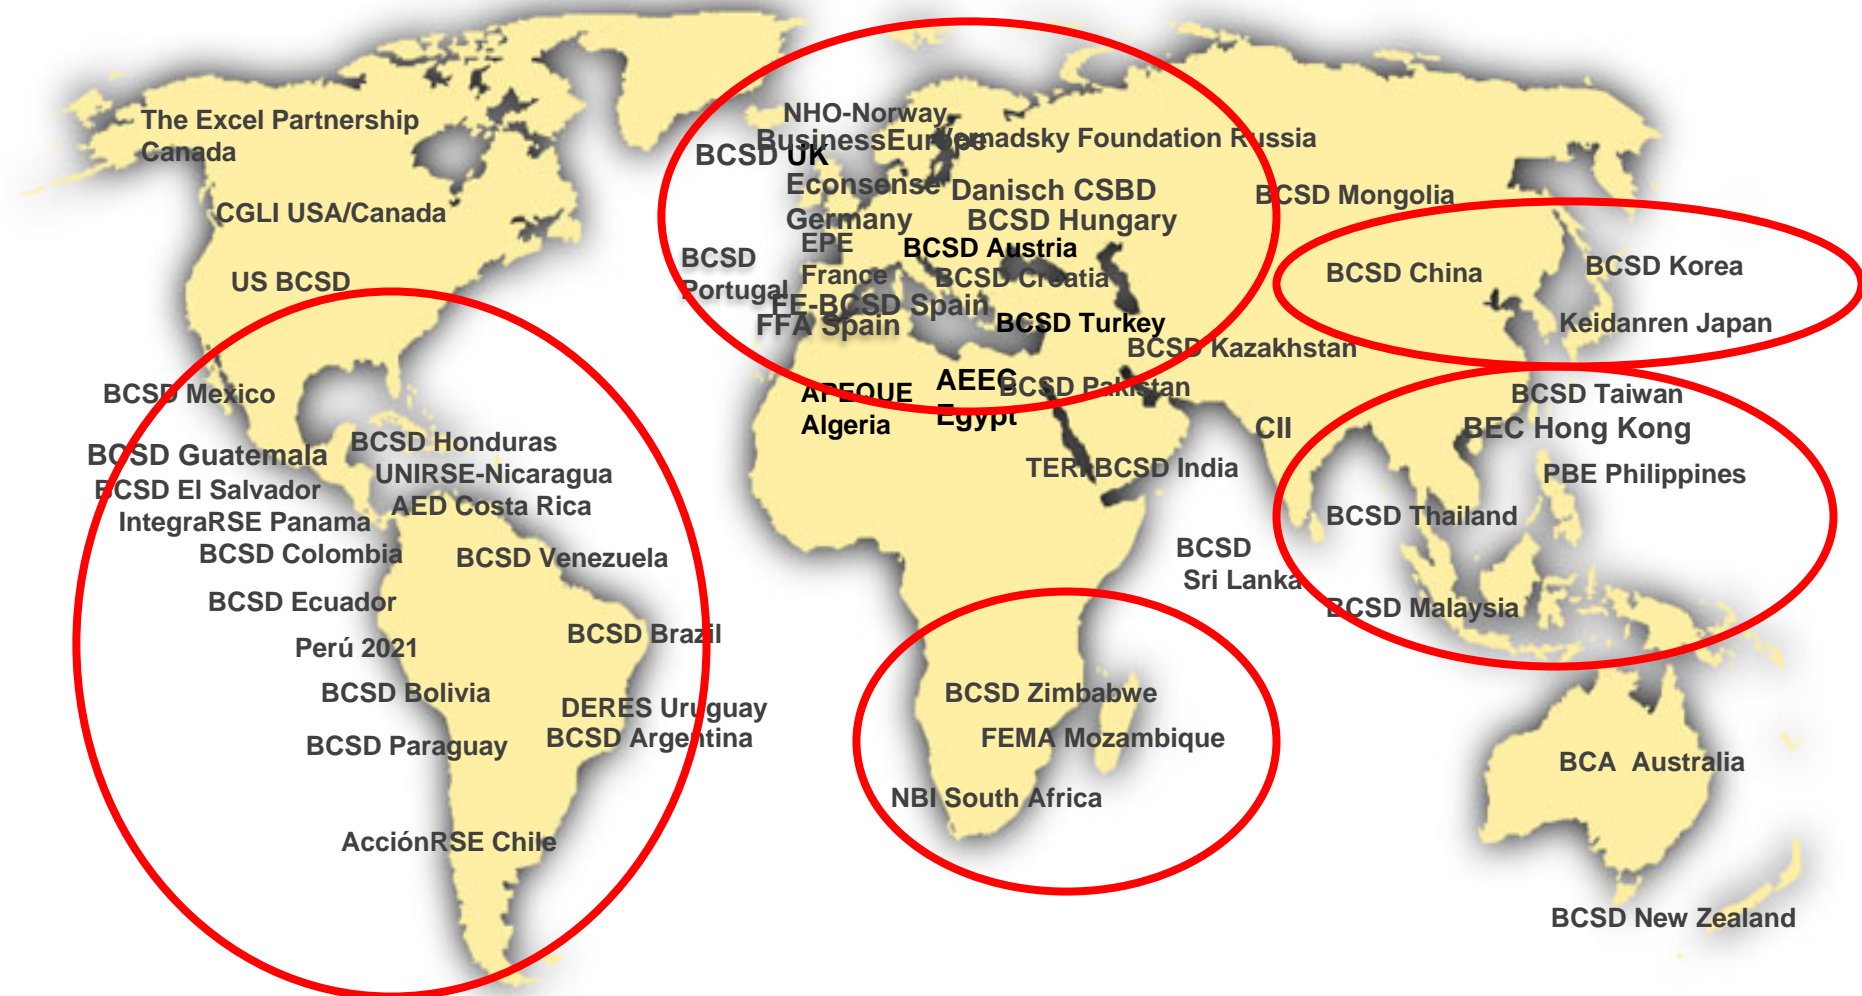 The Excel Partnership
Canada
CGLI USA/Canada
US BCSD
BCSD Mexico
BCSD Guatemala
BCSD Honduras
UNIRSE-Nicaragua
BCSD El Salvador
AED Costa Rica
IntegraRSE Panama
BCSD Colombia
BCSD Venezuela
BCSD Ecuador
BCSD Brazil
Perú 2021
BCSD Bolivia
DERES Uruguay
BCSD Paraguay
BCSD Argentina
AcciónRSE Chile
NHO-Norway
BusinessEurope
Vernadsky Foundation Russia
BCSD UK
Econsense
Germany
Danisch CSBD
BCSD Hungary
EPE
France
BCSD Austria
BCSD
Portugal
BCSD Croatia
FE-BCSD Spain
FFA Spain
BCSD Turkey
BCSD Kazakhstan
APEQUE
Algeria
AEEC
Egypt
BCSD Pakistan
CII
TERI-BCSD India
BCSD
Sri Lanka
BCSD Zimbabwe
FEMA Mozambique
NBI South Africa
BCSD Mongolia
BCSD China
BCSD Korea
Keidanren Japan
BCSD Taiwan
BEC Hong Kong
PBE Philippines
BCSD Thailand
BCSD Malaysia
BCA Australia
BCSD New Zealand